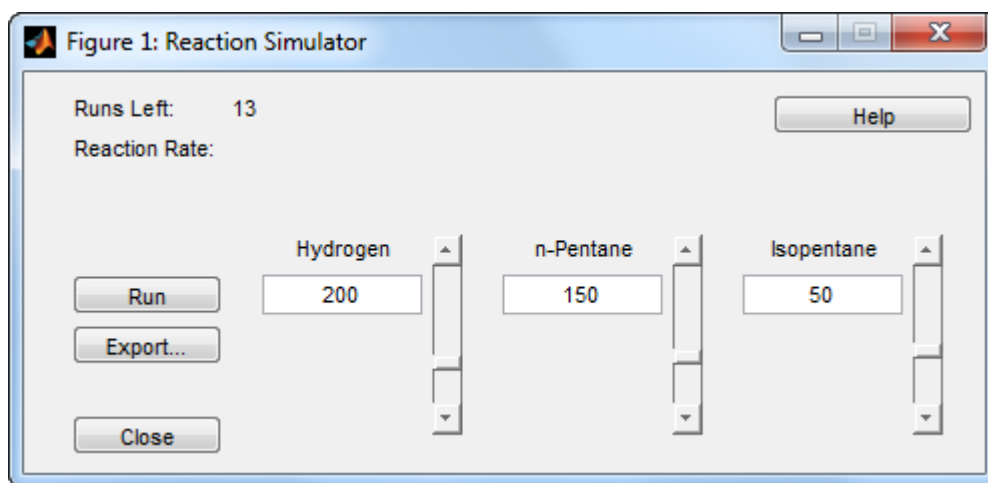 Figure 1: Reaction Simulator
Runs Left: 13
Help
Reaction Rate:
Hydrogen n-Pentane Isopentane
Run 200 150 50
Export...
Close